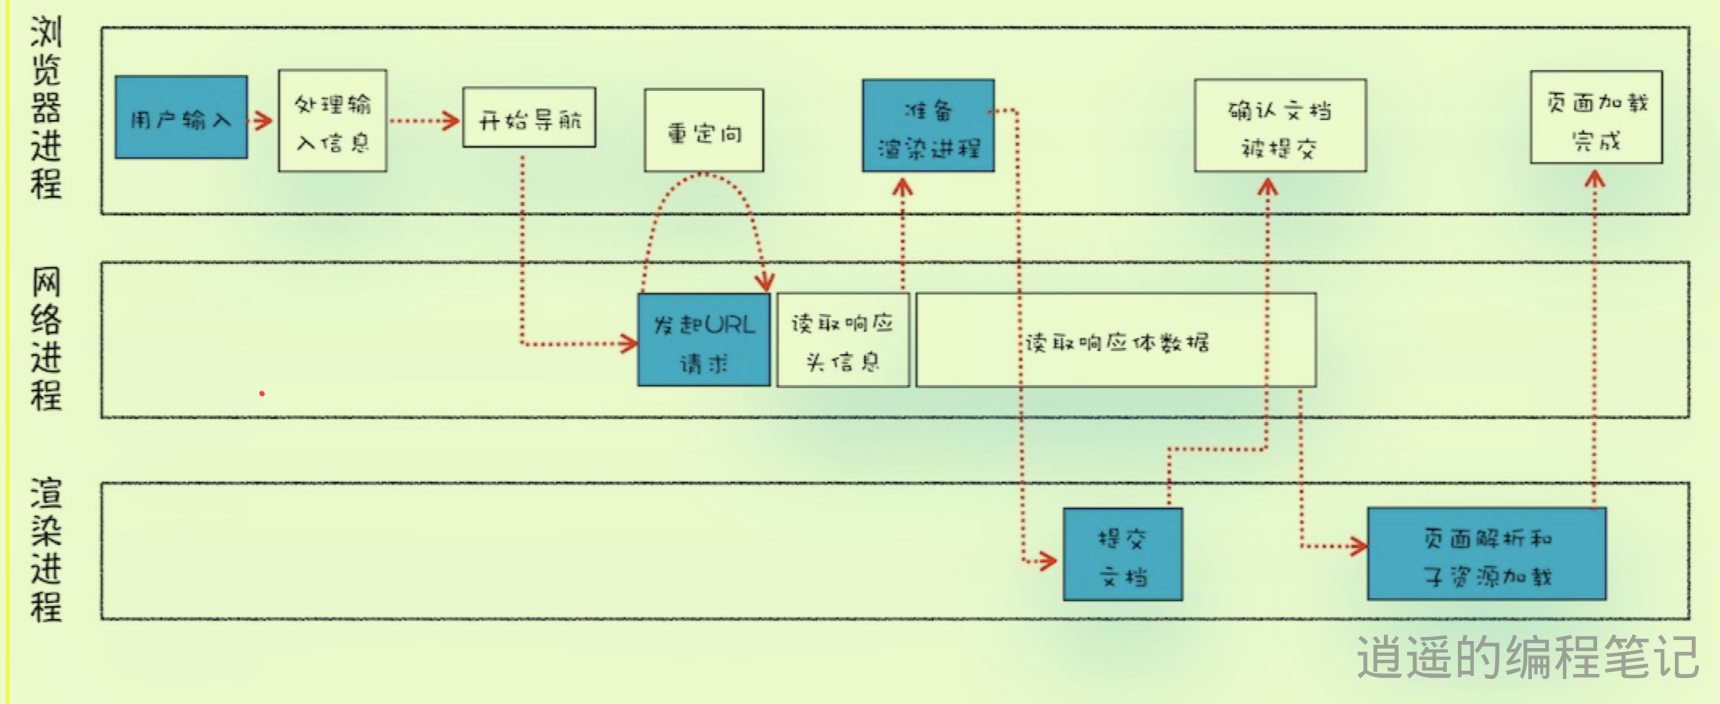 浏览器进程
用户输入
处理输
入信息
开始导航
重定向
准备
渲染进程
确认文档
被提交
页面加载
完成
网络进程
发起URL
请求
读取响应
头信息
读取响应体数据
渲染进程
提交
文档
页面解析和
子资源加载
逍遥的编程笔记